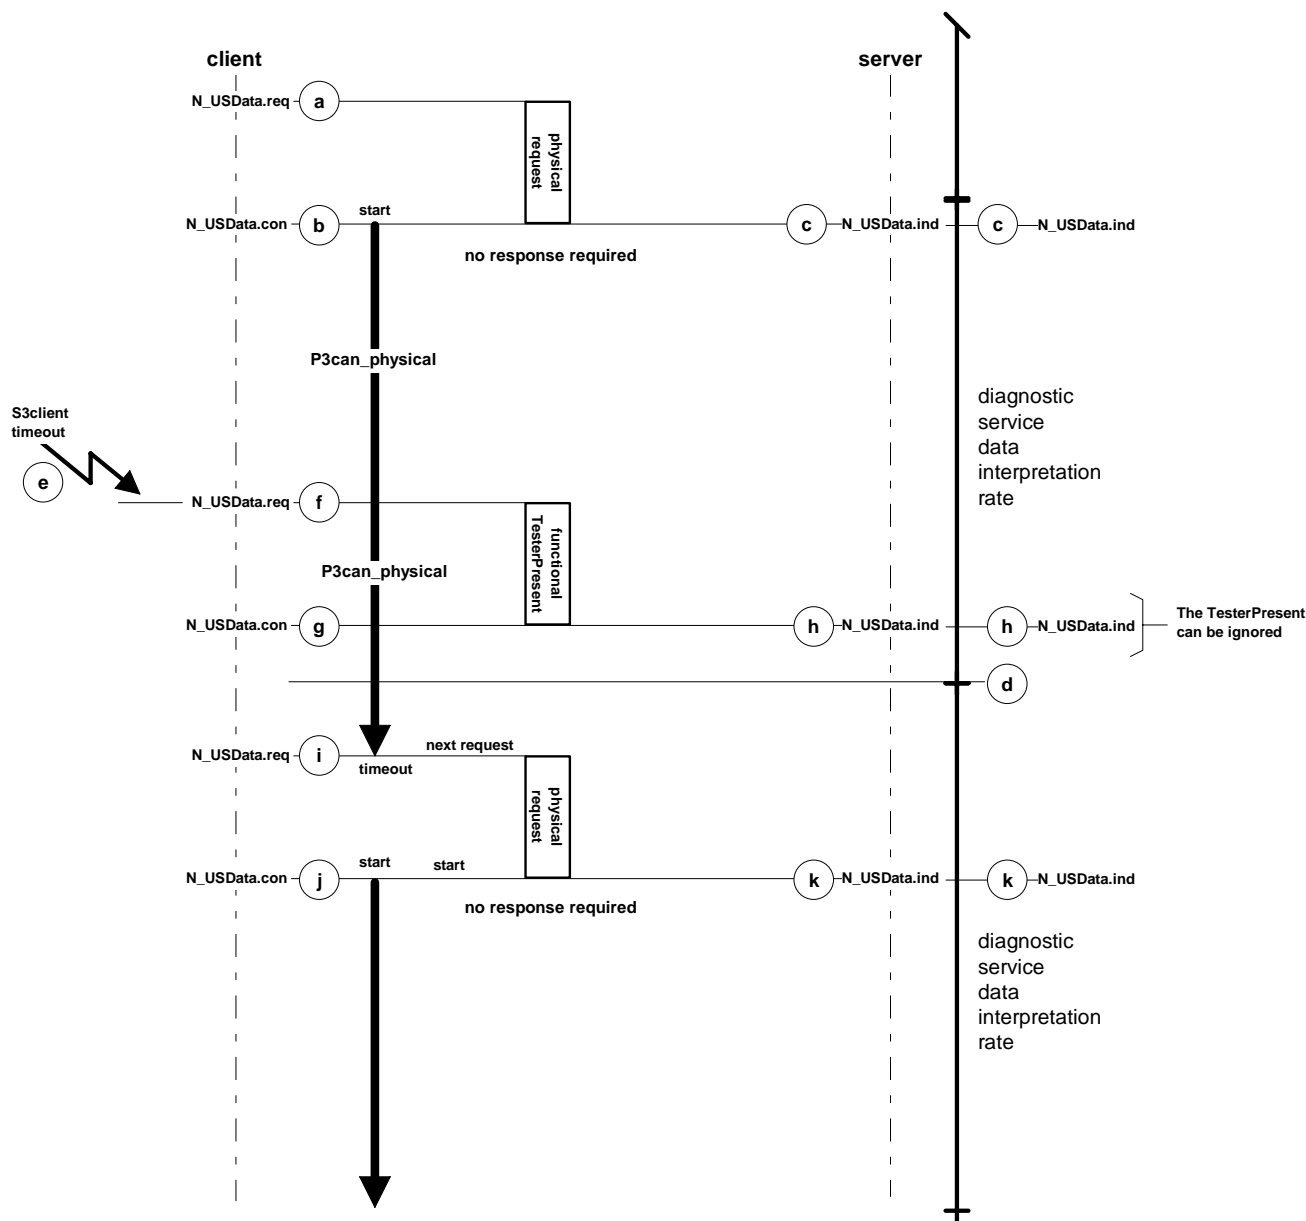 client
server
N_USData.req
a
physical
request
N_USData.con
b
start
c
N_USData.ind
c
N_USData.ind
no response required
P3can_physical
diagnostic
service
data
interpretation
rate
S3client
timeout
e
N_USData.req
f
functional
TesterPresent
P3can_physical
N_USData.con
g
h
N_USData.ind
h
N_USData.ind
The TesterPresent
can be ignored
d
N_USData.req
i
next request
timeout
physical
request
N_USData.con
j
start
start
k
N_USData.ind
k
N_USData.ind
no response required
diagnostic
service
data
interpretation
rate